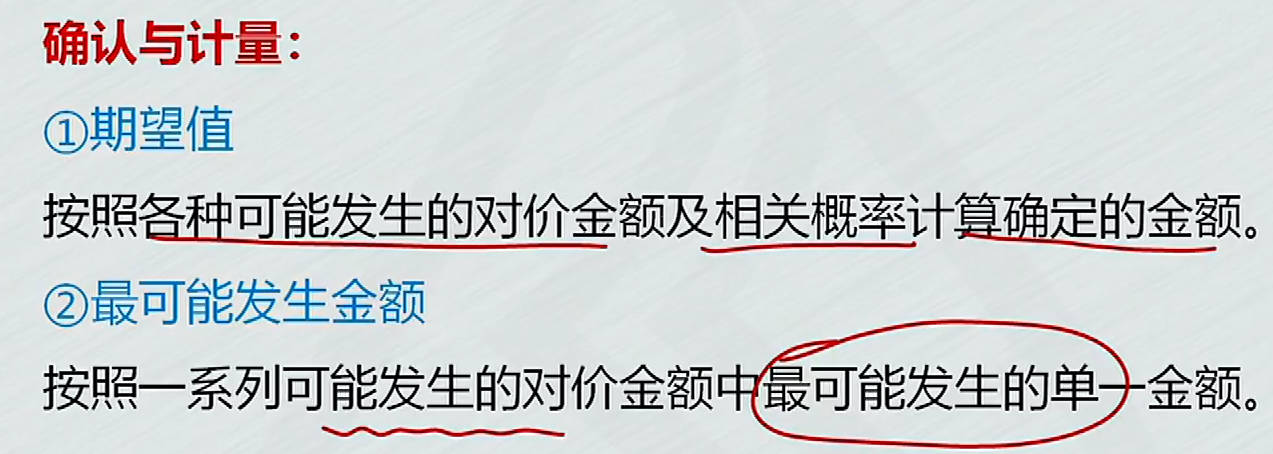 确认与计量：
①期望值
按照各种可能发生的对价金额及相关概率计算确定的金额。
②最可能发生金额
按照一系列可能发生的对价金额中最可能发生的单一金额。